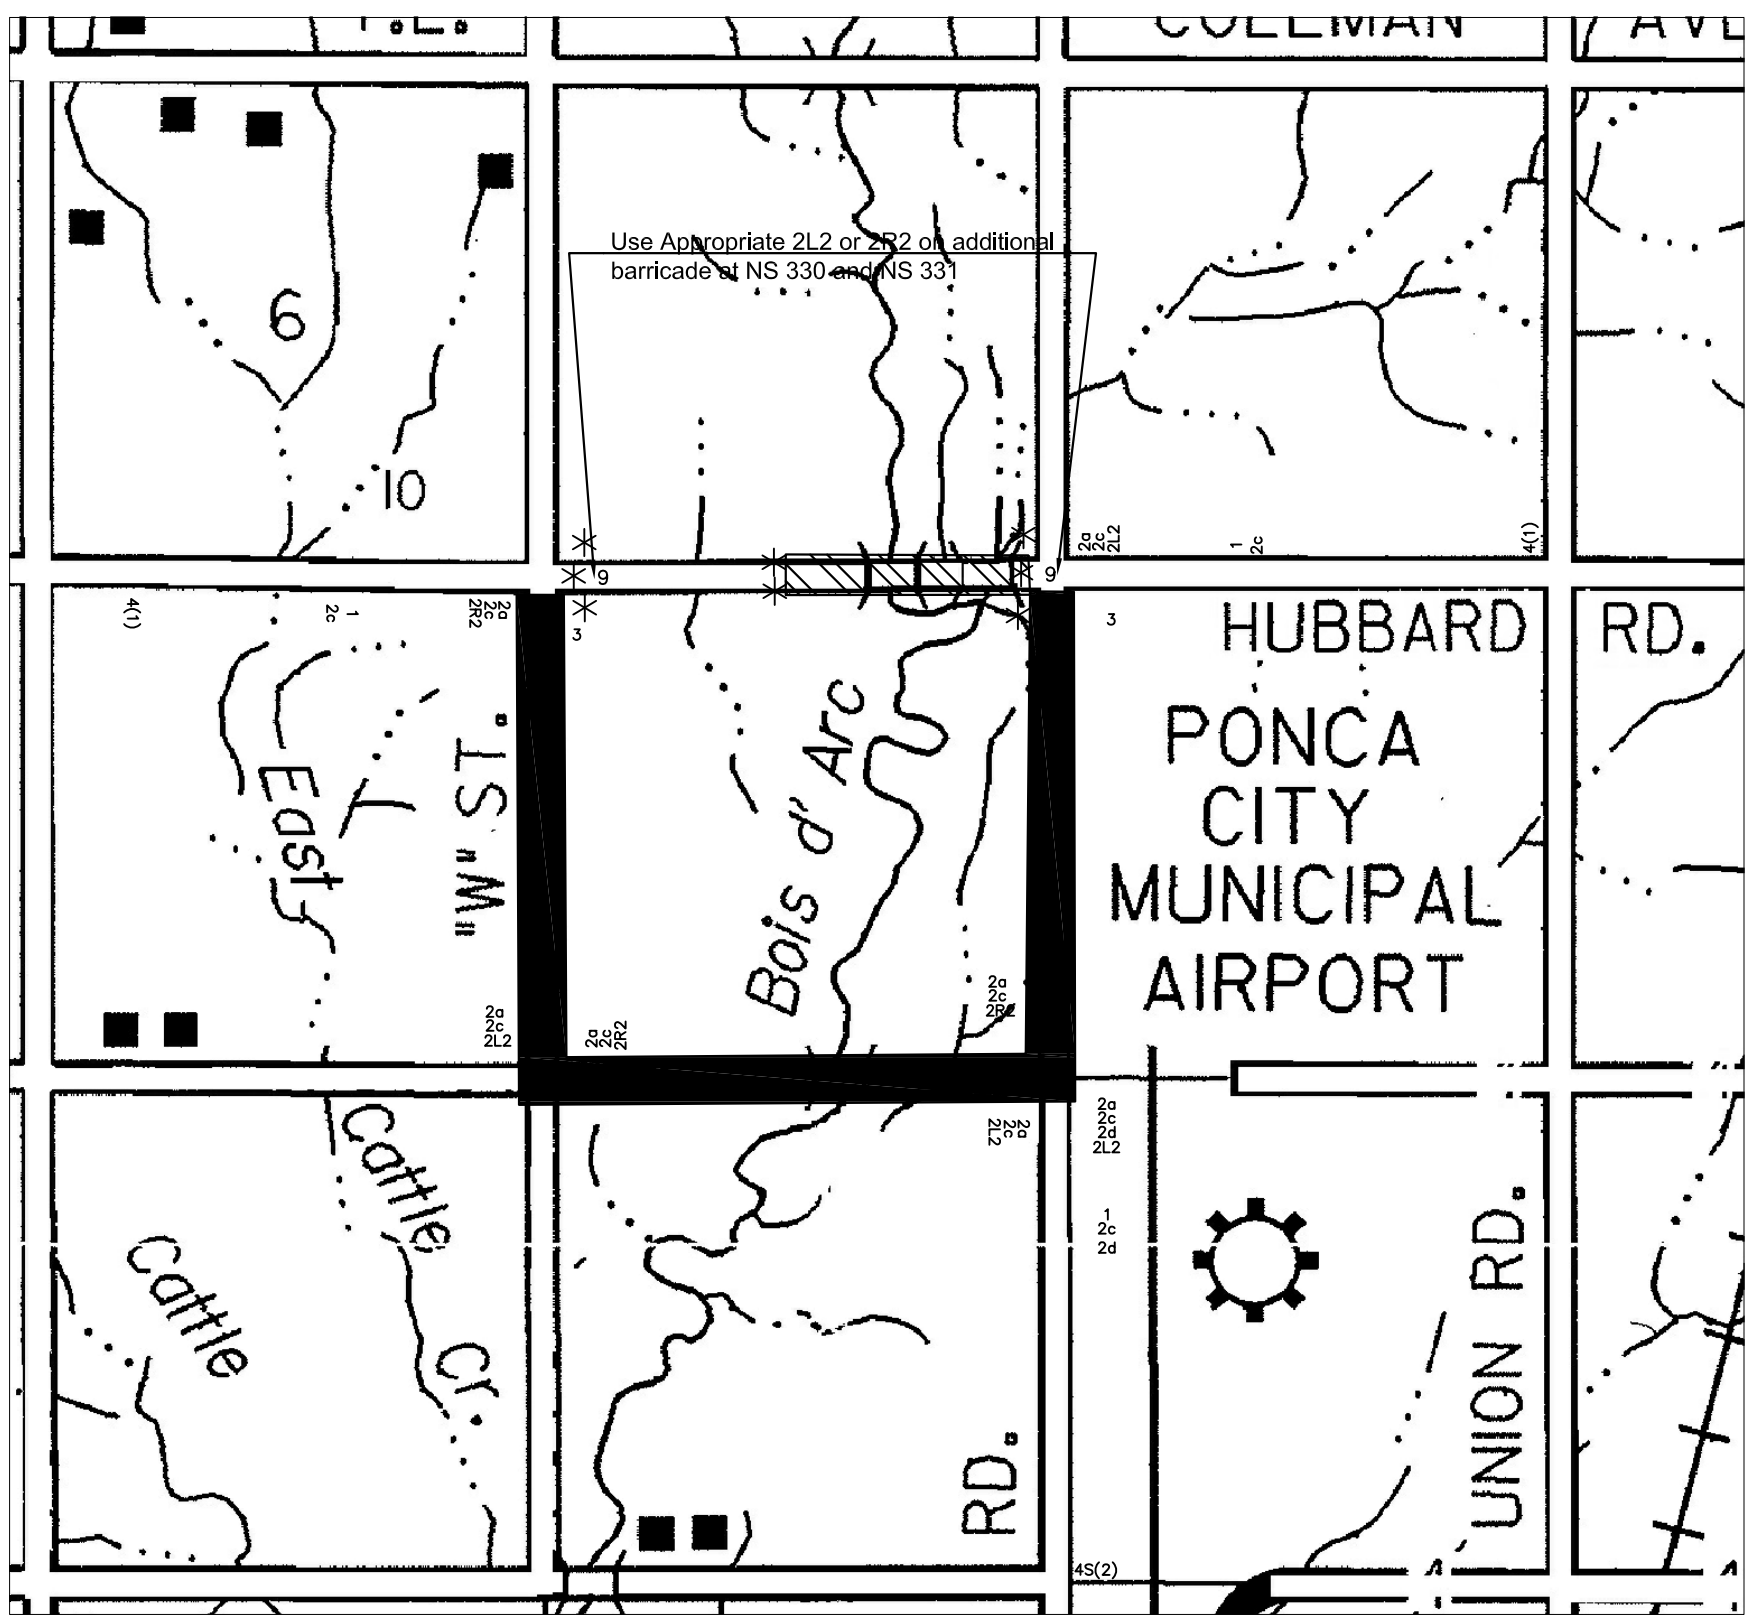 COLEMAN
Use Appropriate 2L2 or 2R2 on additional
barricade at NS 330 and NS 331
6
10
2a
2c
2L2
1
2c
4(1)
9
9
4(1)
1
2c
2a
2c
2R2
3
3
HUBBARD RD.
"M" ST.
East
Bois d' Arc
PONCA
CITY
MUNICIPAL
AIRPORT
2a
2c
2L2
2a
2c
2R2
2a
2c
2R2
2a
2c
2L2
2a
2c
2d
2L2
1
2c
2d
Cattle
Cattle
Cr.
RD.
UNION RD.
4S(2)